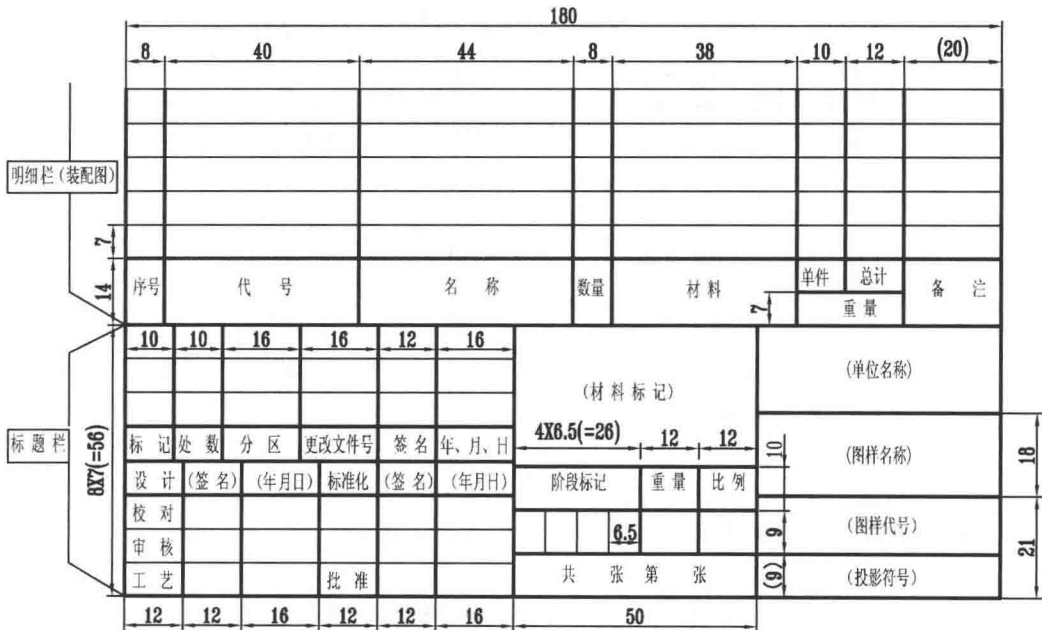 180
8 40 44 8 38 10 12 (20)
明细栏(装配图)
7
14
序号 代 号 名 称 数量 材 料 单件 总计 备 注
7 重 量
10 10 16 16 12 16
(单位名称)
(材 料 标 记)
标 题 栏
8X7(=56)
标 记 处 数 分 区 更改文件号 签 名 年、月、日
4X6.5(=26) 12 12
10
(图样名称)
18
设 计 (签 名) (年月日) 标准化 (签 名) (年月日)
阶段标记 重 量 比 例
校 对
6.5
9
(图样代号)
21
审 核
工 艺 批 准
共 张 第 张
(9)
(投影符号)
12 12 16 12 12 16 50